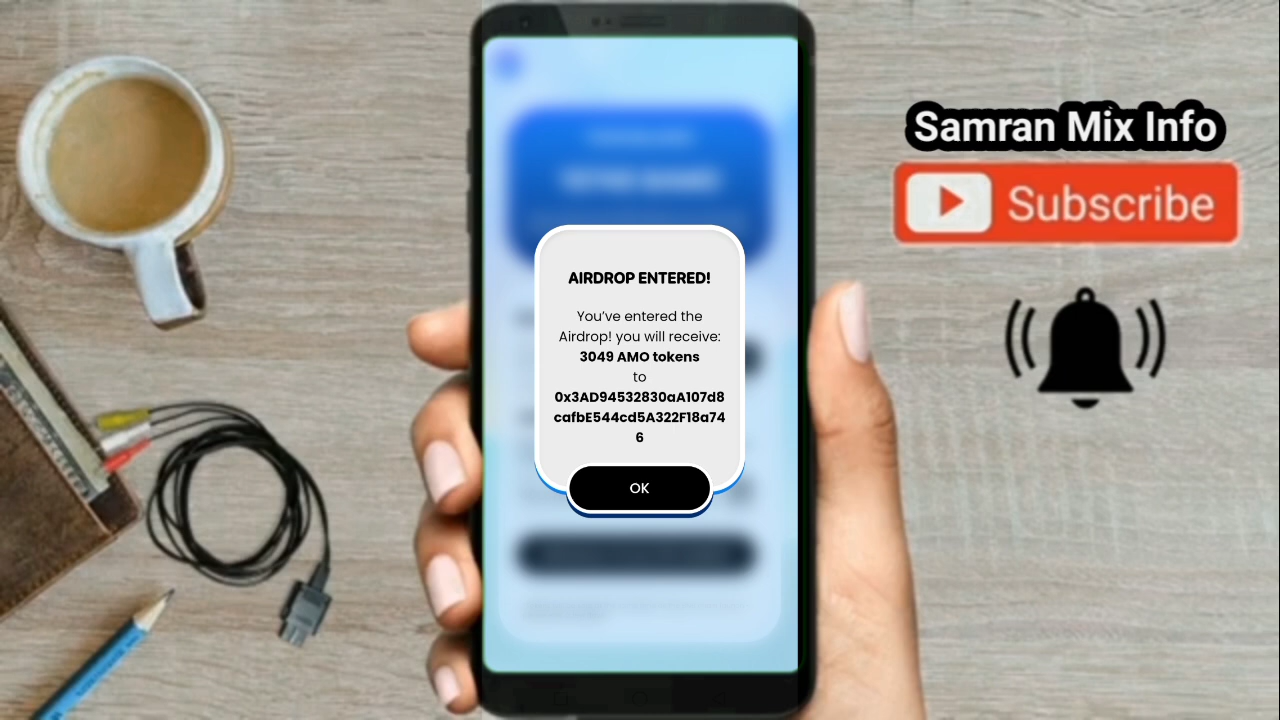 Samran Mix Info
Subscribe
AIRDROP ENTERED!
You've entered the
Airdrop! you will receive:
3049 AMO tokens
to
0x3AD94532830aA107d8
cafbE544cd5A322F18a74
6
OK